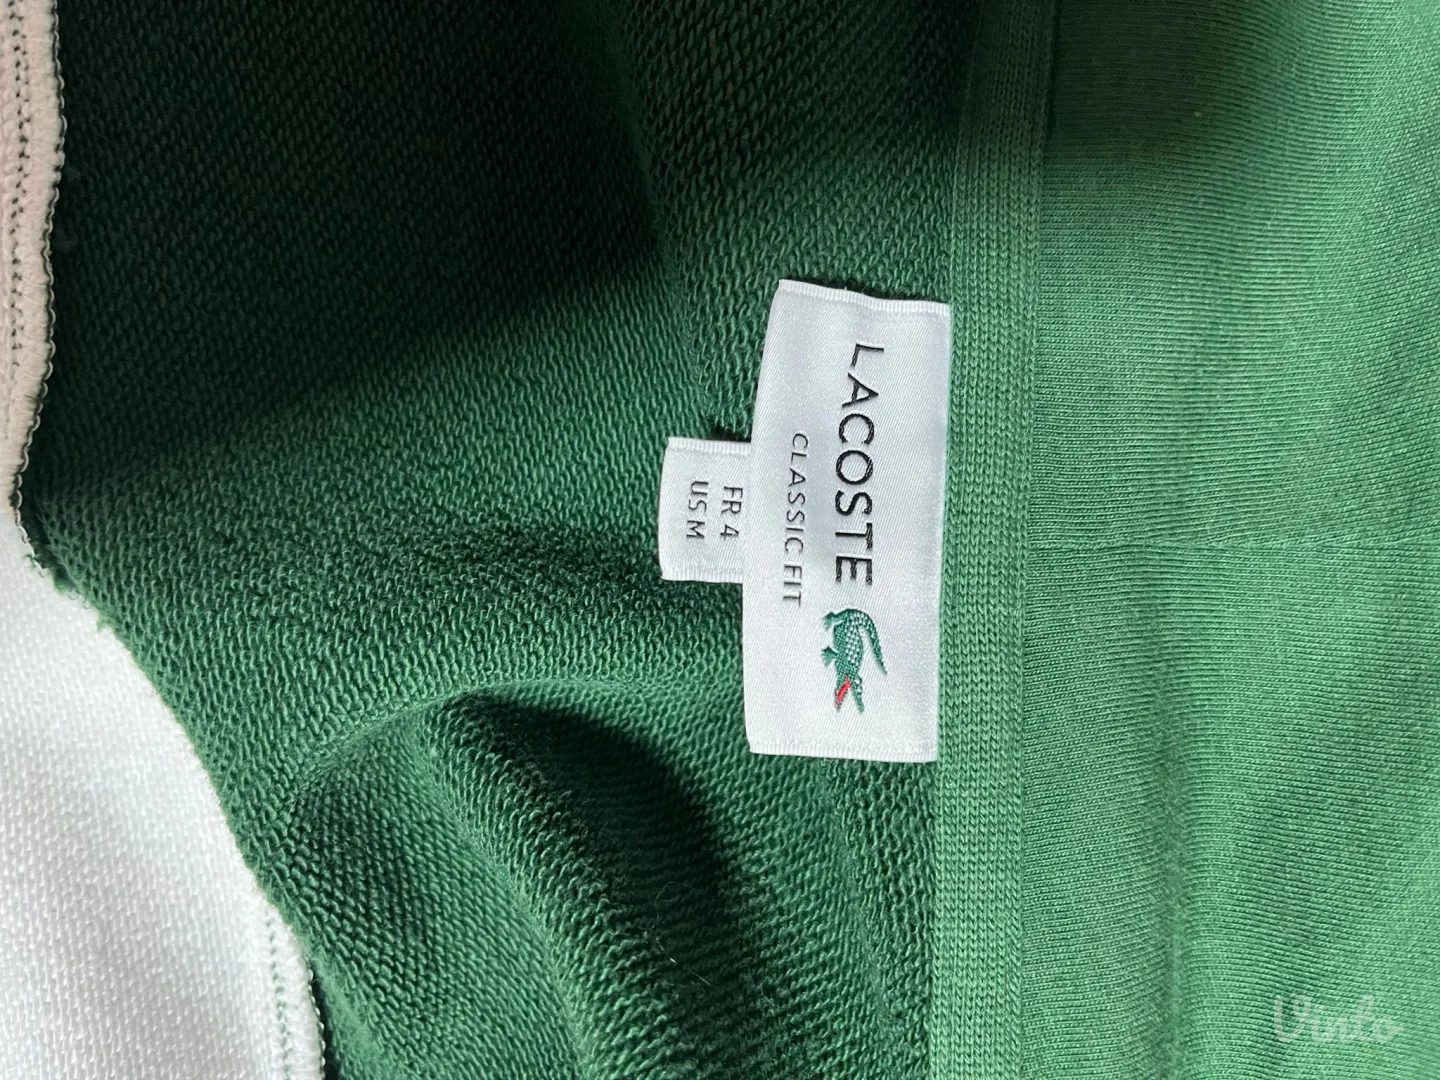 LACOSTE
CLASSIC FIT
FR 4
US M